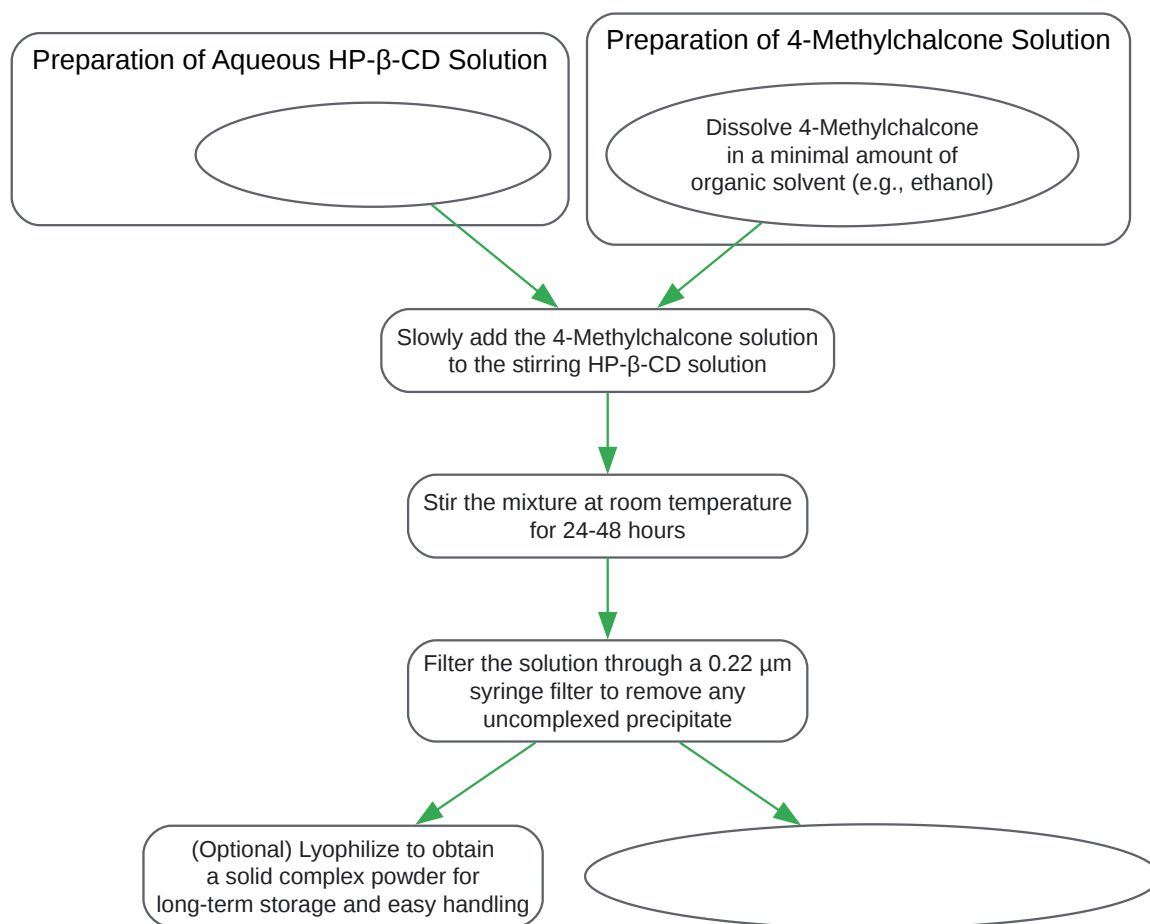 Preparation of Aqueous HP-β-CD Solution
Preparation of 4-Methylchalcone Solution
Dissolve 4-Methylchalcone
in a minimal amount of
organic solvent (e.g., ethanol)
Slowly add the 4-Methylchalcone solution
to the stirring HP-β-CD solution
Stir the mixture at room temperature
for 24-48 hours
Filter the solution through a 0.22 µm
syringe filter to remove any
uncomplexed precipitate
(Optional) Lyophilize to obtain
a solid complex powder for
long-term storage and easy handling